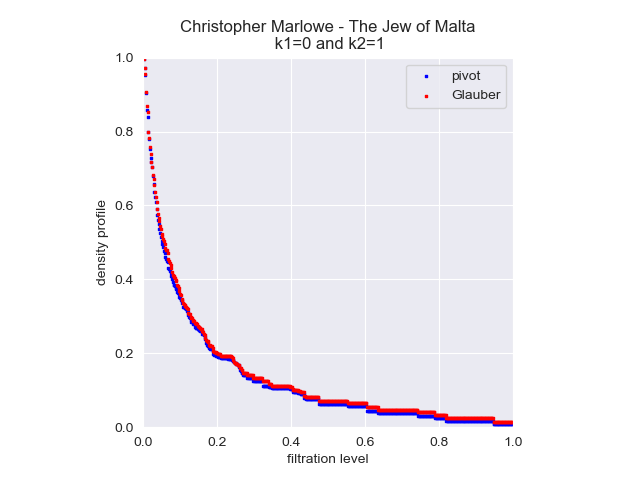 Christopher Marlowe - The Jew of Malta
k1=0 and k2=1
pivot
Glauber
density profile
1.0
0.8
0.6
0.4
0.2
0.0
0.0 0.2 0.4 0.6 0.8 1.0
filtration level